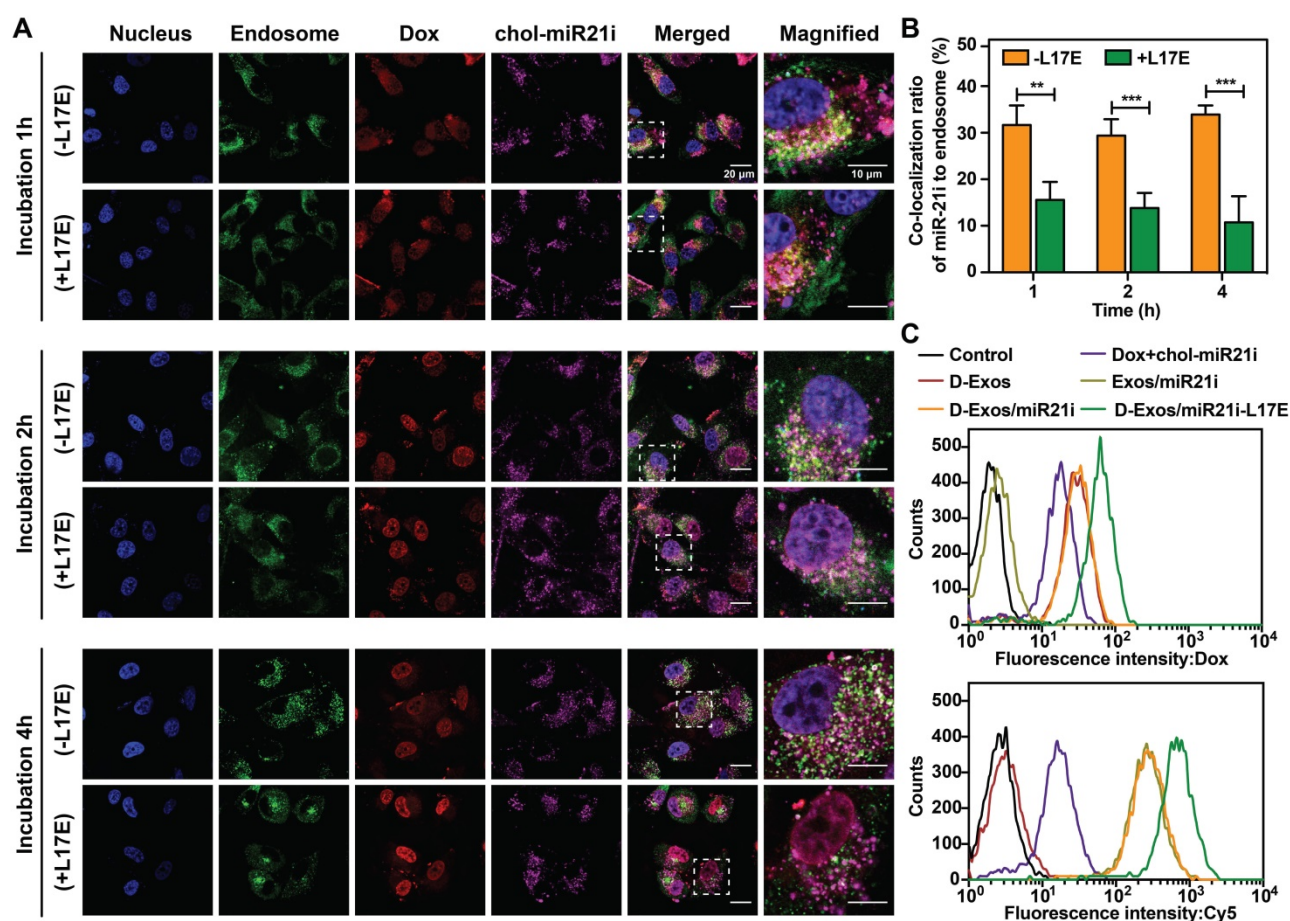 A
Nucleus Endosome Dox chol-miR21i Merged Magnified
Incubation 1h
(-L17E)
20 μm
10 μm
(+L17E)
Incubation 2h
(-L17E)
(+L17E)
Incubation 4h
(-L17E)
(+L17E)
B
Co-localization ratio
of miR-21i to endosome (%)
50
40
30
20
10
0
-L17E +L17E
** *** ***
1 2 4
Time (h)
C
Control Dox+chol-miR21i
D-Exos Exos/miR21i
D-Exos/miR21i D-Exos/miR21i-L17E
Counts
500
400
300
200
100
0
10⁰ 10¹ 10² 10³ 10⁴
Fluorescence intensity:Dox
Counts
500
400
300
200
100
0
10⁰ 10¹ 10² 10³ 10⁴
Fluorescence intensity:Cy5